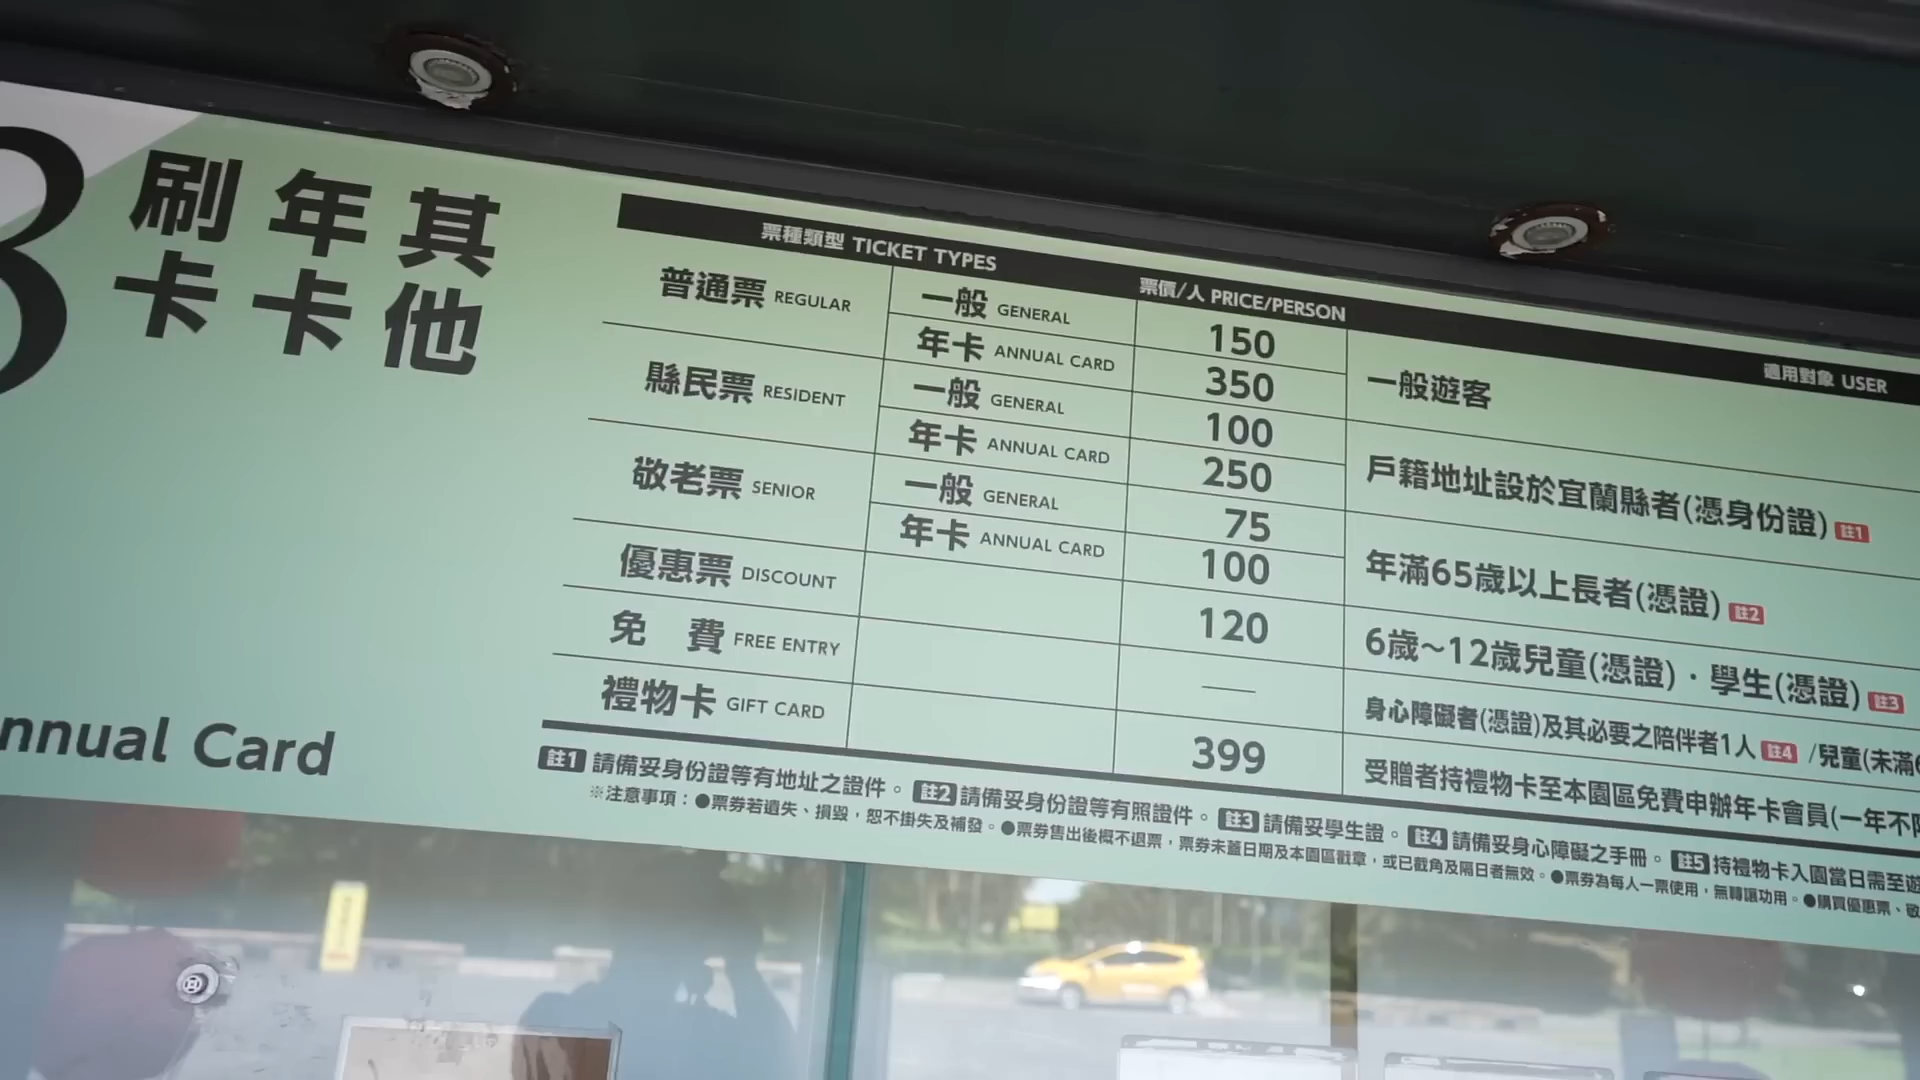 3
刷卡 年卡 其他
nnual Card
票種類型 TICKET TYPES 票價/人 PRICE/PERSON 適用對象 USER
普通票 REGULAR 一般 GENERAL 150 一般遊客
年卡 ANNUAL CARD 350
縣民票 RESIDENT 一般 GENERAL 100 戶籍地址設於宜蘭縣者(憑身份證) 註1
年卡 ANNUAL CARD 250
敬老票 SENIOR 一般 GENERAL 75 年滿65歲以上長者(憑證) 註2
年卡 ANNUAL CARD 100
優惠票 DISCOUNT 120 6歲～12歲兒童(憑證)．學生(憑證) 註3
免 費 FREE ENTRY — 身心障礙者(憑證)及其必要之陪伴者1人 註4 /兒童(未滿6
禮物卡 GIFT CARD 399 受贈者持禮物卡至本園區免費申辦年卡會員(一年不限
註1 請備妥身份證等有地址之證件。 註2 請備妥身份證等有照證件。 註3 請備妥學生證。 註4 請備妥身心障礙之手冊。 註5 持禮物卡入園當日需至遊
※注意事項：●票券若遺失、損毀，恕不掛失及補發。●票券售出後概不退票，票券未蓋日期及本園區戳章，或已截角及隔日者無效。●票券為每人一票使用，無轉讓功用。●購買優惠票、敬